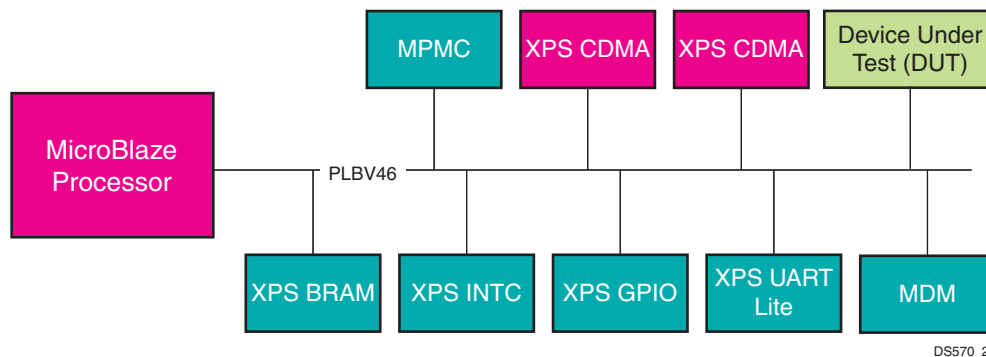 MPMC
XPS CDMA
XPS CDMA
Device Under
Test (DUT)
MicroBlaze
Processor
PLBV46
XPS BRAM
XPS INTC
XPS GPIO
XPS UART
Lite
MDM
DS570_2